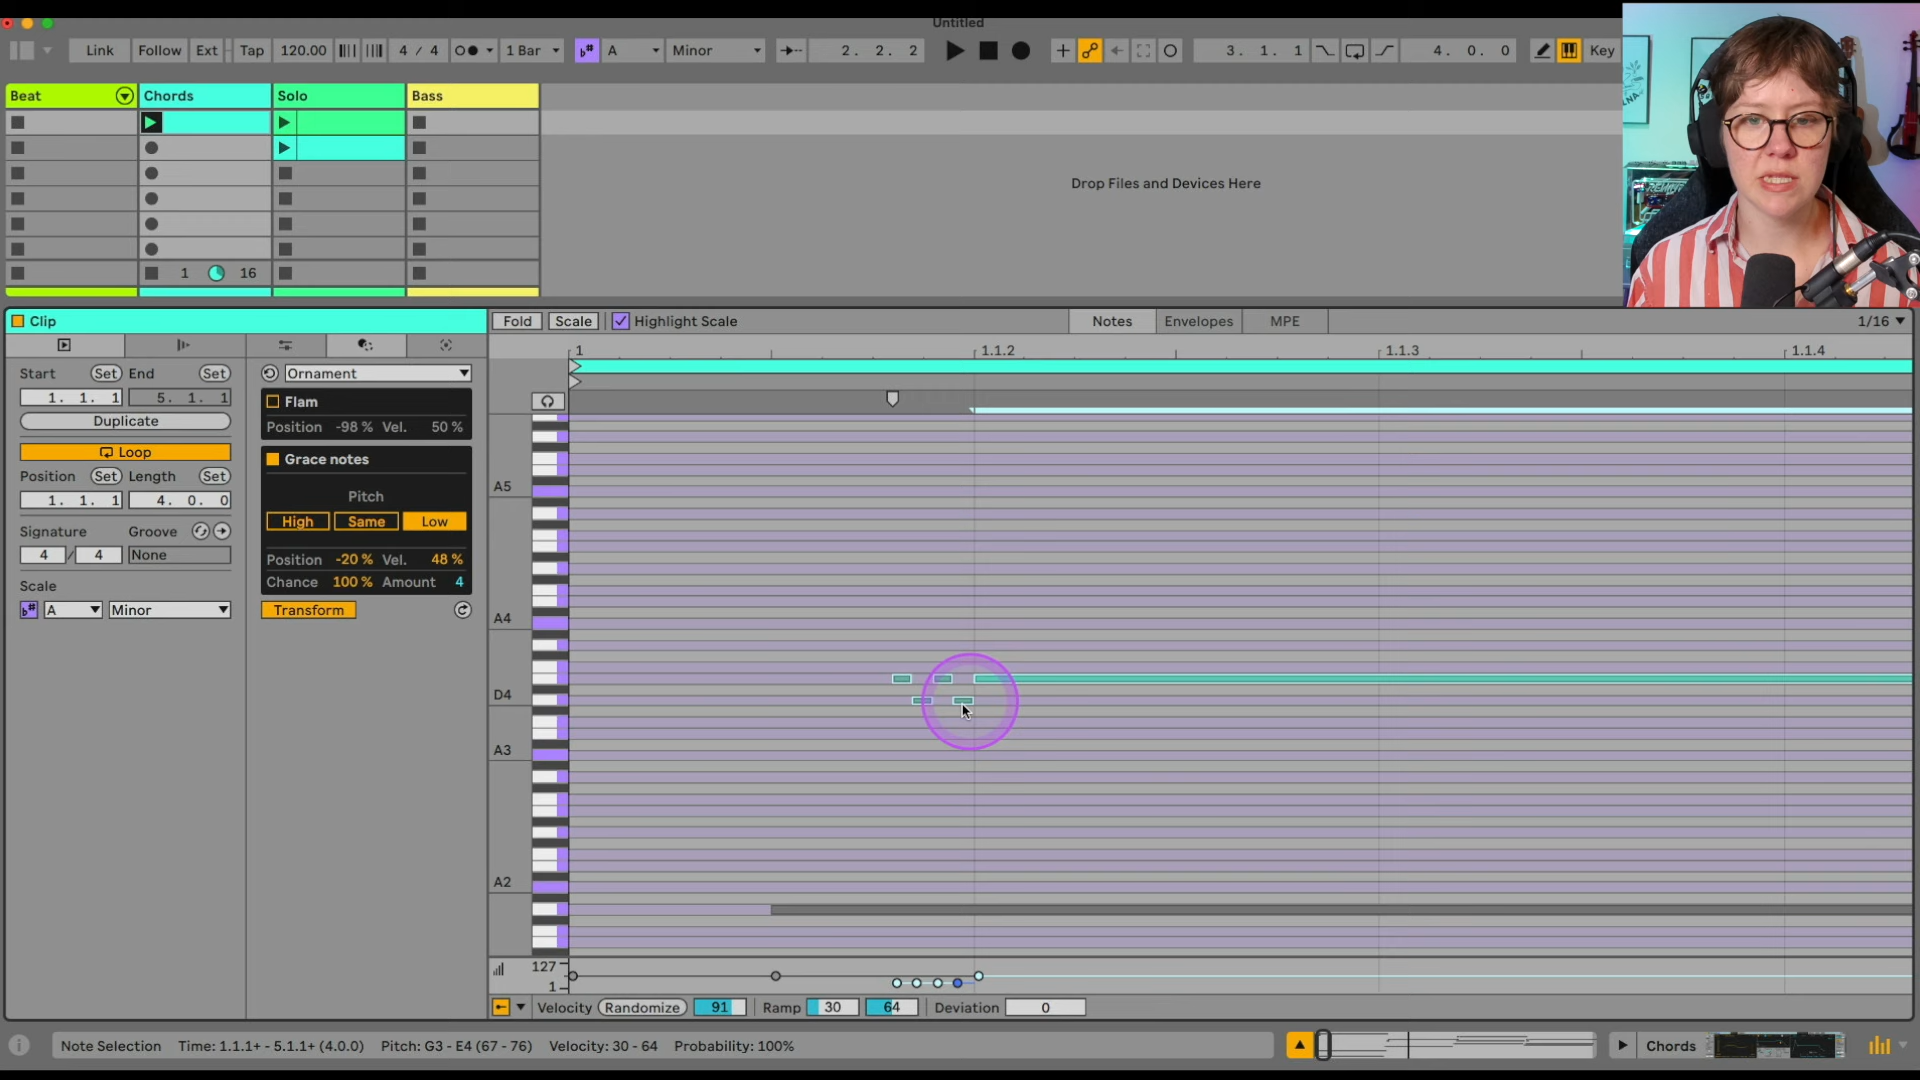 Untitled
Link Follow Ext Tap 120.00 4 / 4 1 Bar A Minor 2. 2. 2 3. 1. 1 4. 0. 0 Key
Beat Chords Solo Bass
Drop Files and Devices Here
1 16
Clip Fold Scale Highlight Scale Notes Envelopes MPE 1/16
1 1.1.2 1.1.3 1.1.4
Start Set End Set Ornament
1. 1. 1 5. 1. 1 Flam
Duplicate Position -98 % Vel. 50 %
Loop Grace notes
Position Set Length Set
1. 1. 1 4. 0. 0 Pitch
Signature Groove High Same Low
4 / 4 None Position -20 % Vel. 48 %
Scale Chance 100 % Amount 4
A Minor Transform
A5
A4
D4
A3
A2
127
1
Velocity Randomize 91 Ramp 30 64 Deviation 0
Note Selection Time: 1.1.1+ - 5.1.1+ (4.0.0) Pitch: G3 - E4 (67 - 76) Velocity: 30 - 64 Probability: 100% Chords